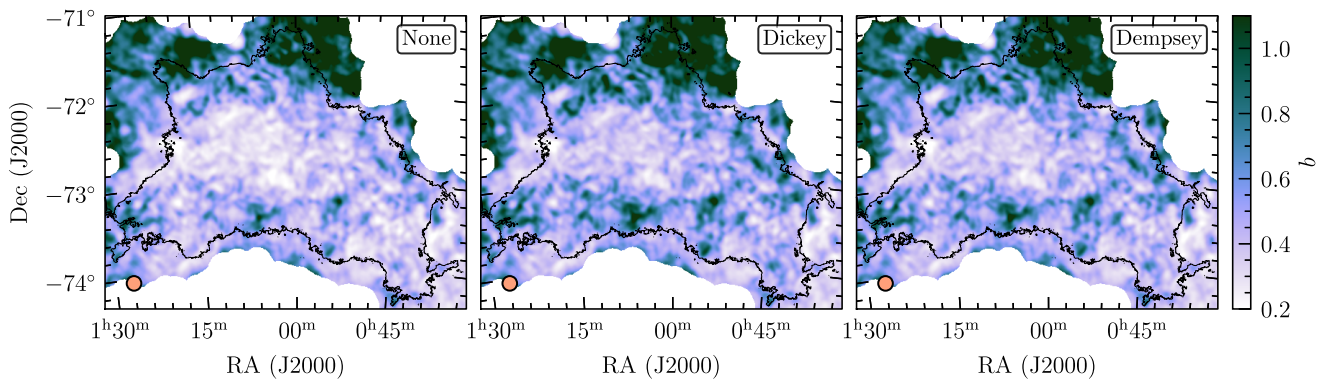 None
Dickey
Dempsey
−71°
−72°
−73°
−74°
Dec (J2000)
1ʰ30ᵐ 15ᵐ 00ᵐ 0ʰ45ᵐ
1ʰ30ᵐ 15ᵐ 00ᵐ 0ʰ45ᵐ
1ʰ30ᵐ 15ᵐ 00ᵐ 0ʰ45ᵐ
RA (J2000)
RA (J2000)
RA (J2000)
1.0
0.8
0.6
0.4
0.2
b